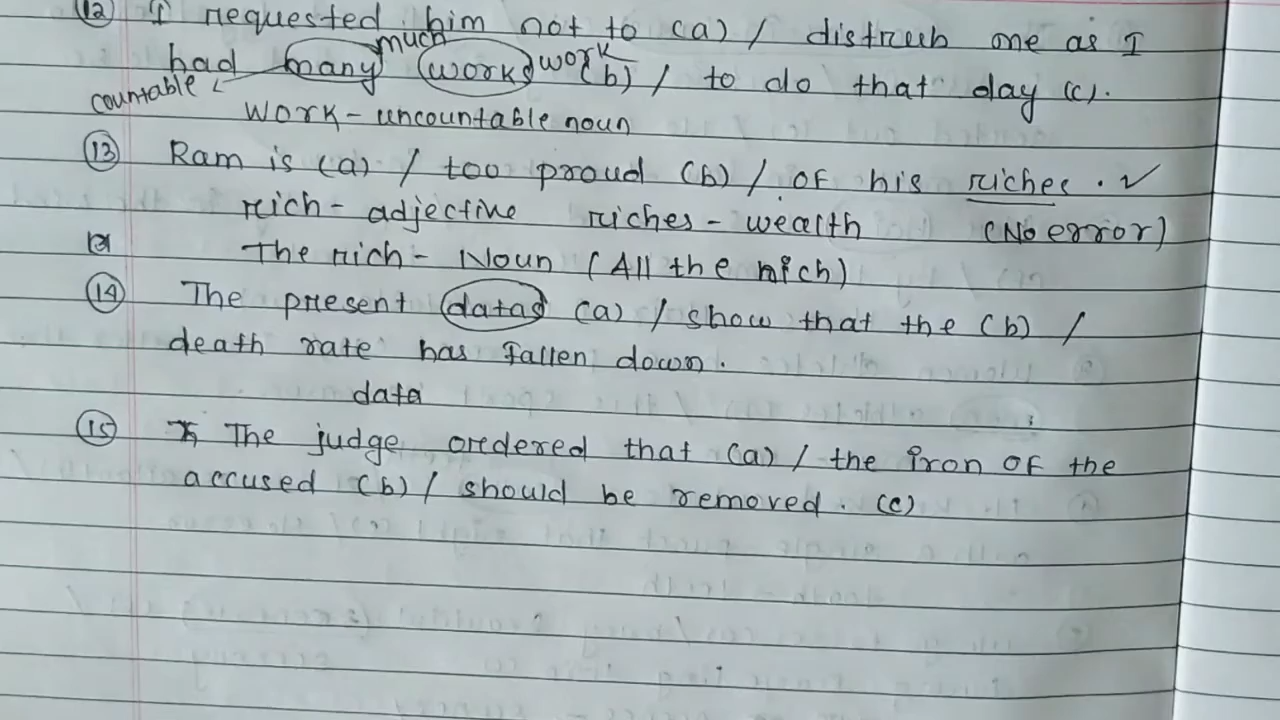 (12) I requested him not to (a) / distrub one as I
much work
had many works (b) / to do that day (c).
countable
work - uncountable noun
(13) Ram is (a) / too proud (b) / of his riches. ✓
rich - adjective riches - wealth (No error)
The rich - Noun (All the rich)
(14) The present datas (a) / show that the (b) /
death rate has fallen down.
data
(15) The judge ordered that (a) / the iron of the
accused (b) / should be removed. (c)